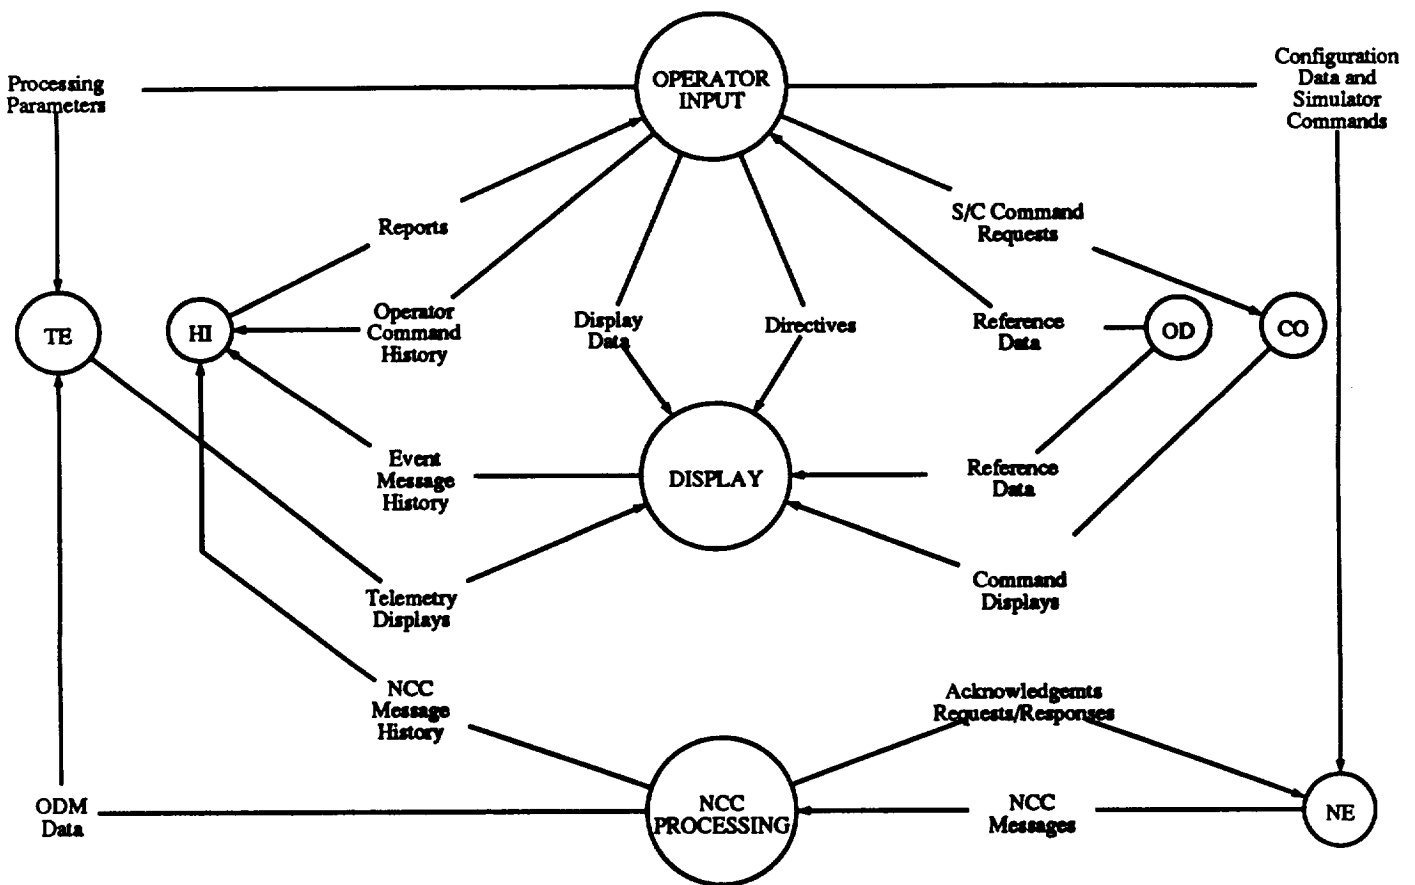 OPERATOR
INPUT
Processing
Parameters
Configuration
Data and
Simulator
Commands
Reports
S/C Command
Requests
TE
HI
Operator
Command
History
Display
Data
Directives
Reference
Data
OD
CO
Event
Message
History
DISPLAY
Reference
Data
Telemetry
Displays
Command
Displays
NCC
Message
History
Acknowledgemts
Requests/Responses
ODM
Data
NCC
PROCESSING
NCC
Messages
NE